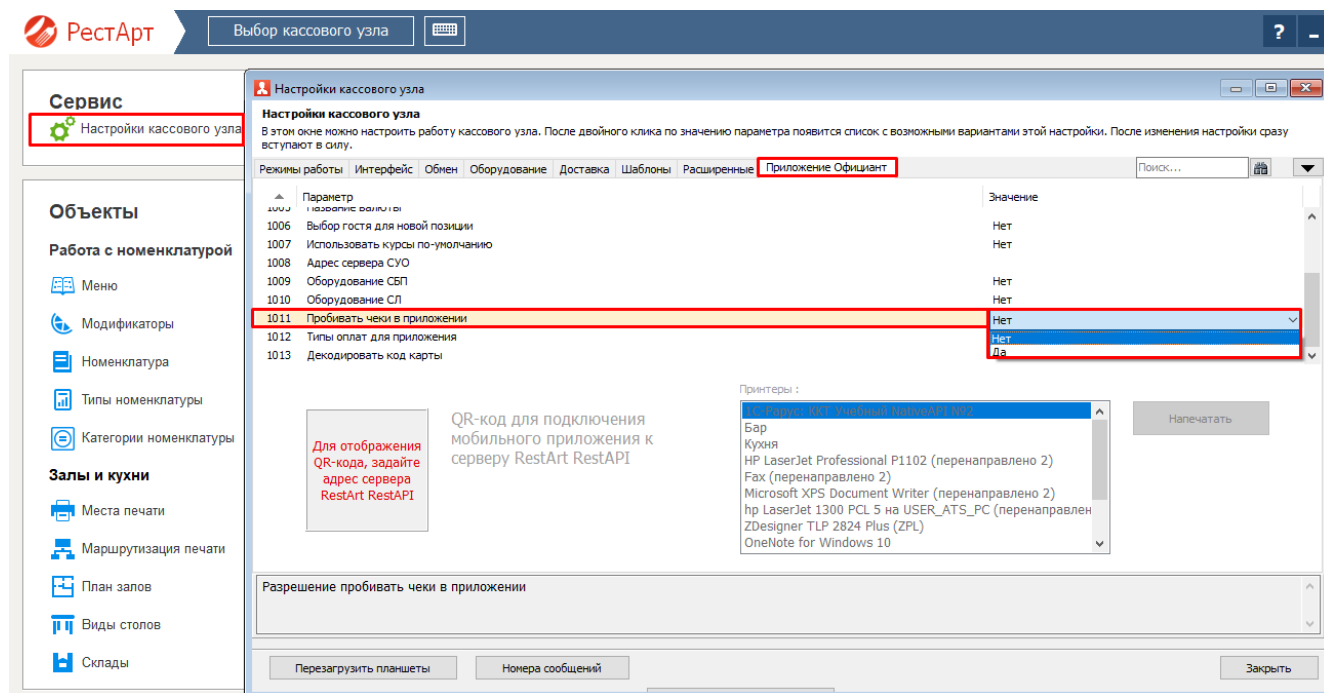 РестАрт
Выбор кассового узла
?
Сервис
Настройки кассового узла
Объекты
Работа с номенклатурой
Меню
Модификаторы
Номенклатура
Типы номенклатуры
Категории номенклатуры
Залы и кухни
Места печати
Маршрутизация печати
План залов
Виды столов
Склады
Настройки кассового узла
Настройки кассового узла
В этом окне можно настроить работу кассового узла. После двойного клика по значению параметра появится список с возможными вариантами этой настройки. После изменения настройки сразу
вступают в силу.
Режимы работы Интерфейс Обмен Оборудование Доставка Шаблоны Расширенные Приложение Официант
Поиск...
Параметр Значение
1005 Название валюты
1006 Выбор гостя для новой позиции Нет
1007 Использовать курсы по-умолчанию Нет
1008 Адрес сервера СУО
1009 Оборудование СБП Нет
1010 Оборудование СЛ Нет
1011 Пробивать чеки в приложении Нет
1012 Типы оплат для приложения Нет
1013 Декодировать код карты Да
Для отображения
QR-кода, задайте
адрес сервера
RestArt RestAPI
QR-код для подключения
мобильного приложения к
серверу RestArt RestAPI
Принтеры :
1С-Рарус: ККТ Учебный NativeAPI №2
Бар
Кухня
HP LaserJet Professional P1102 (перенаправлено 2)
Fax (перенаправлено 2)
Microsoft XPS Document Writer (перенаправлено 2)
hp LaserJet 1300 PCL 5 на USER_ATS_PC (перенаправлен
ZDesigner TLP 2824 Plus (ZPL)
OneNote for Windows 10
Напечатать
Разрешение пробивать чеки в приложении
Перезагрузить планшеты
Номера сообщений
Закрыть